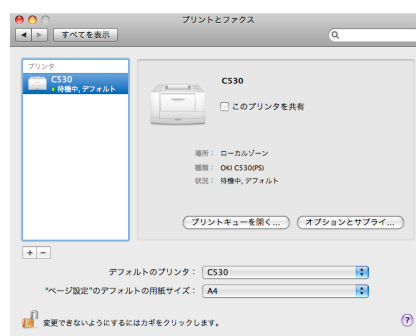 プリントとファクス
すべてを表示
プリンタ
C530
待機中, デフォルト
C530
このプリンタを共有
場所： ローカルゾーン
種類： OKI C530(PS)
状況： 待機中, デフォルト
プリントキューを開く... オプションとサプライ...
+ −
デフォルトのプリンタ： C530
"ページ設定"のデフォルトの用紙サイズ： A4
変更できないようにするにはカギをクリックします。 ?